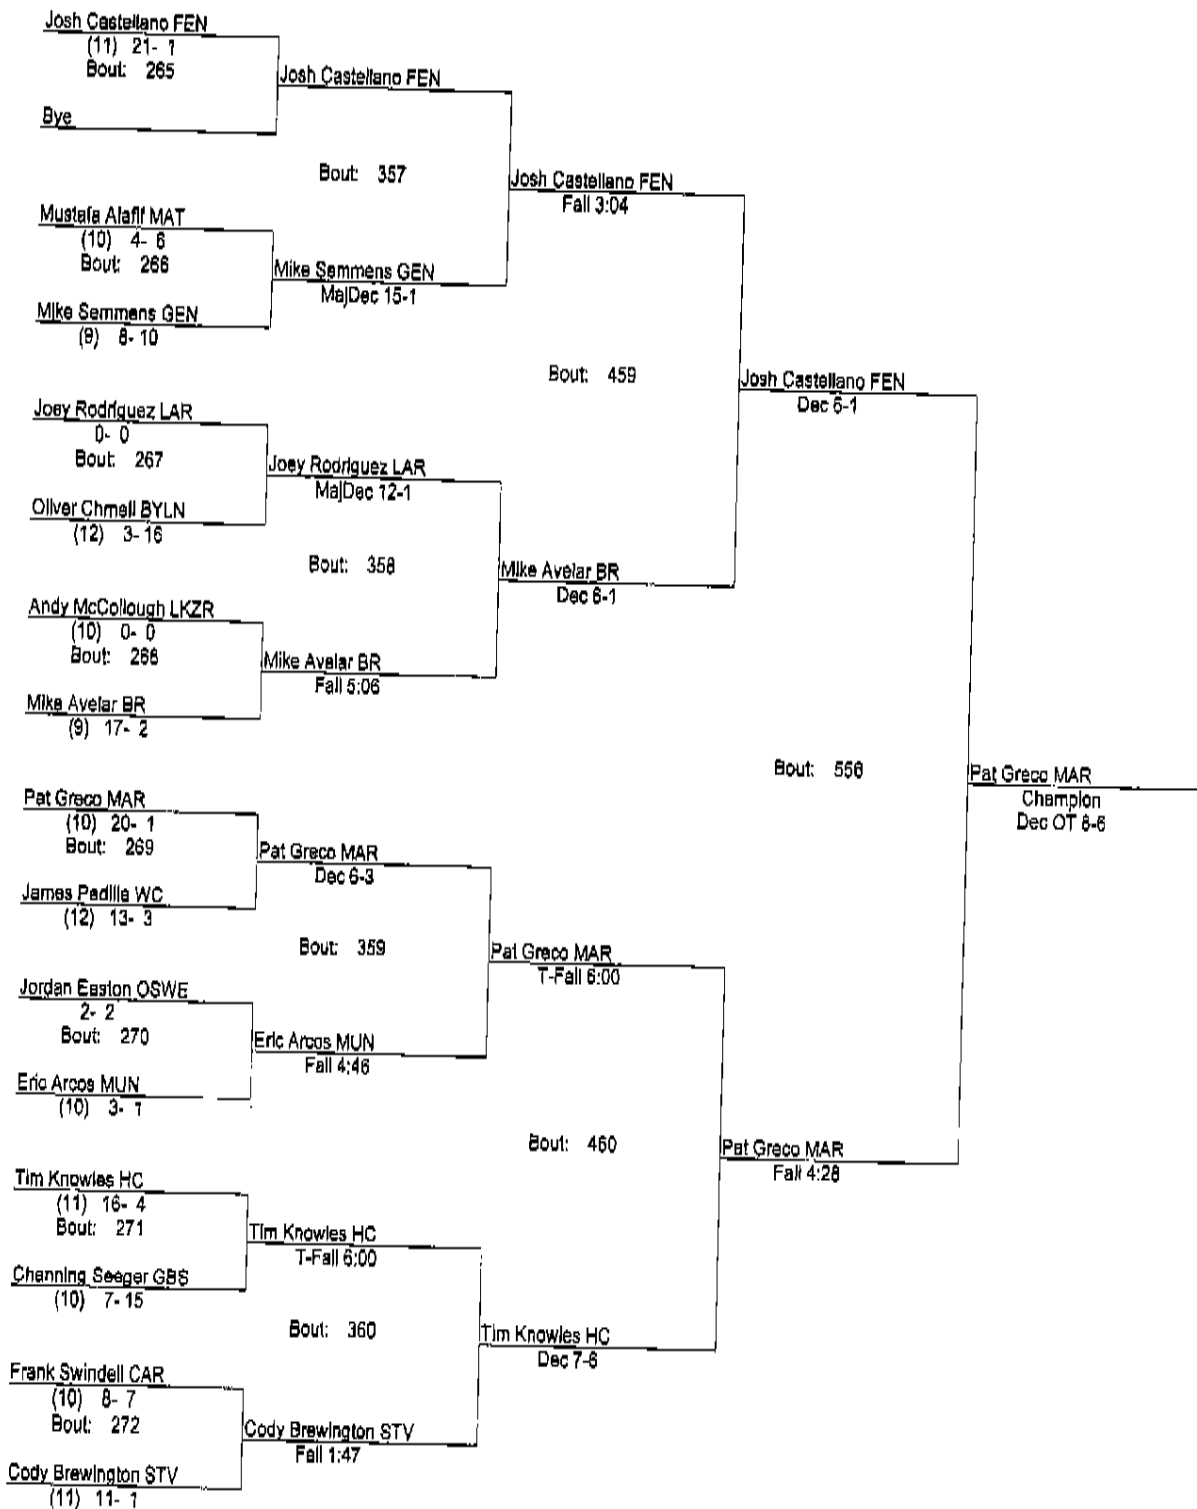 Josh Castellano FEN
(11) 21- 1
Bout: 265
Josh Castellano FEN
Bye
Bout: 357
Josh Castellano FEN
Fall 3:04
Mustafa Alafif MAT
(10) 4- 6
Bout: 266
Mike Semmens GEN
MajDec 15-1
Mike Semmens GEN
(9) 8- 10
Bout: 459
Josh Castellano FEN
Dec 6-1
Joey Rodriguez LAR
0- 0
Bout: 267
Joey Rodriguez LAR
MajDec 12-1
Oliver Chmell BYLN
(12) 3- 16
Bout: 358
Mike Avelar BR
Dec 6-1
Andy McCollough LKZR
(10) 0- 0
Bout: 268
Mike Avelar BR
Fall 5:06
Mike Avelar BR
(9) 17- 2
Bout: 556
Pat Greco MAR
Champion
Dec OT 8-6
Pat Greco MAR
(10) 20- 1
Bout: 269
Pat Greco MAR
Dec 6-3
James Padilla WC
(12) 13- 3
Bout: 359
Pat Greco MAR
T-Fall 6:00
Jordan Easton OSWE
2- 2
Bout: 270
Eric Arcos MUN
Fall 4:46
Eric Arcos MUN
(10) 3- 1
Bout: 460
Pat Greco MAR
Fall 4:28
Tim Knowles HC
(11) 16- 4
Bout: 271
Tim Knowles HC
T-Fall 6:00
Channing Seeger GBS
(10) 7- 15
Bout: 360
Tim Knowles HC
Dec 7-6
Frank Swindell CAR
(10) 8- 7
Bout: 272
Cody Brewington STV
Fall 1:47
Cody Brewington STV
(11) 11- 1